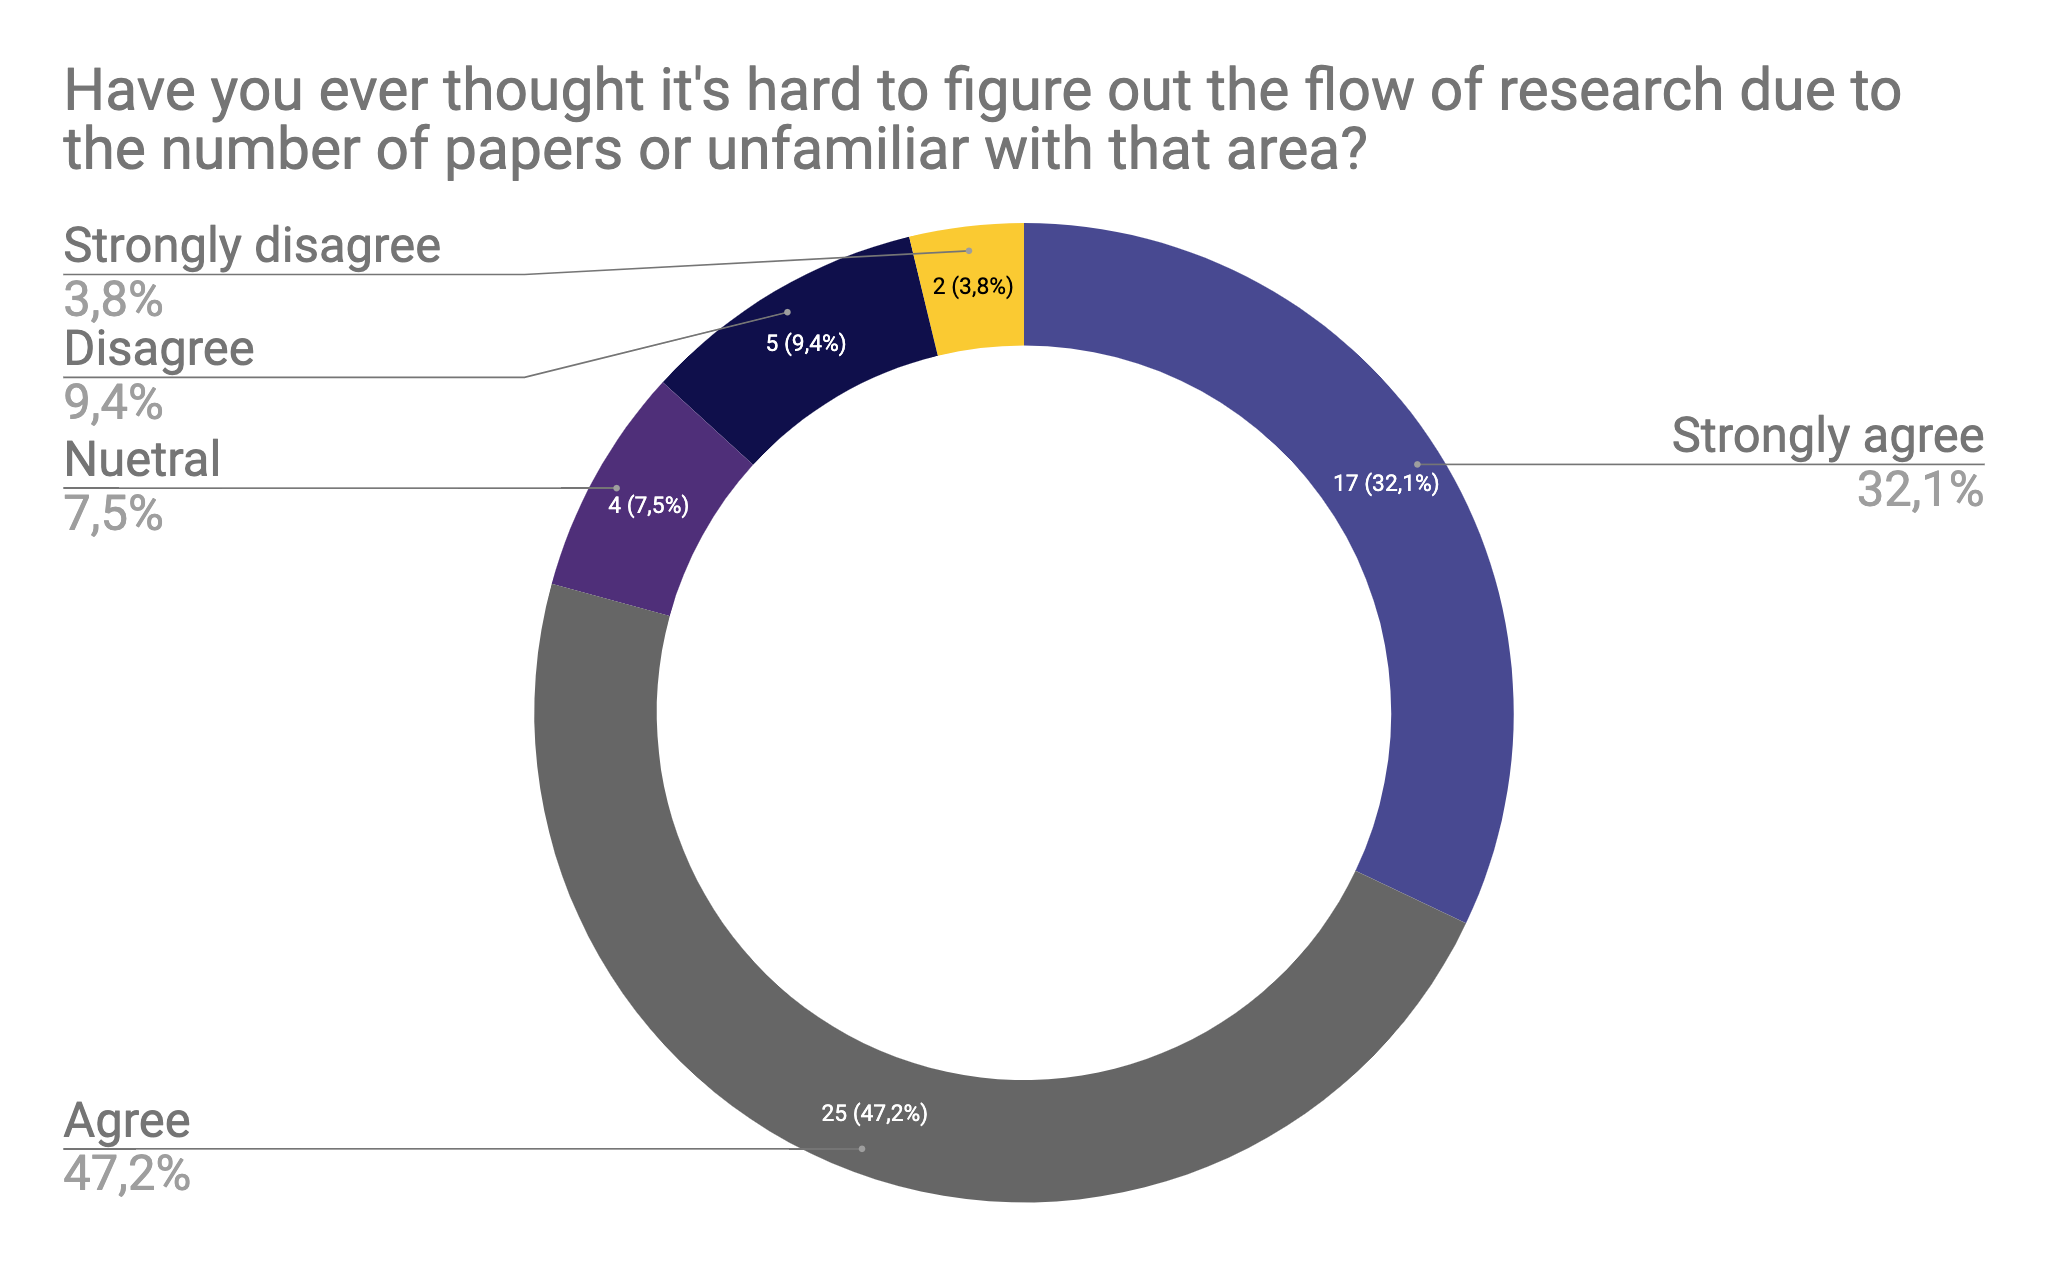 Have you ever thought it's hard to figure out the flow of research due to
the number of papers or unfamiliar with that area?
Strongly disagree
3,8%
Disagree
9,4%
Nuetral
7,5%
Agree
47,2%
2 (3,8%)
5 (9,4%)
4 (7,5%)
17 (32,1%)
25 (47,2%)
Strongly agree
32,1%